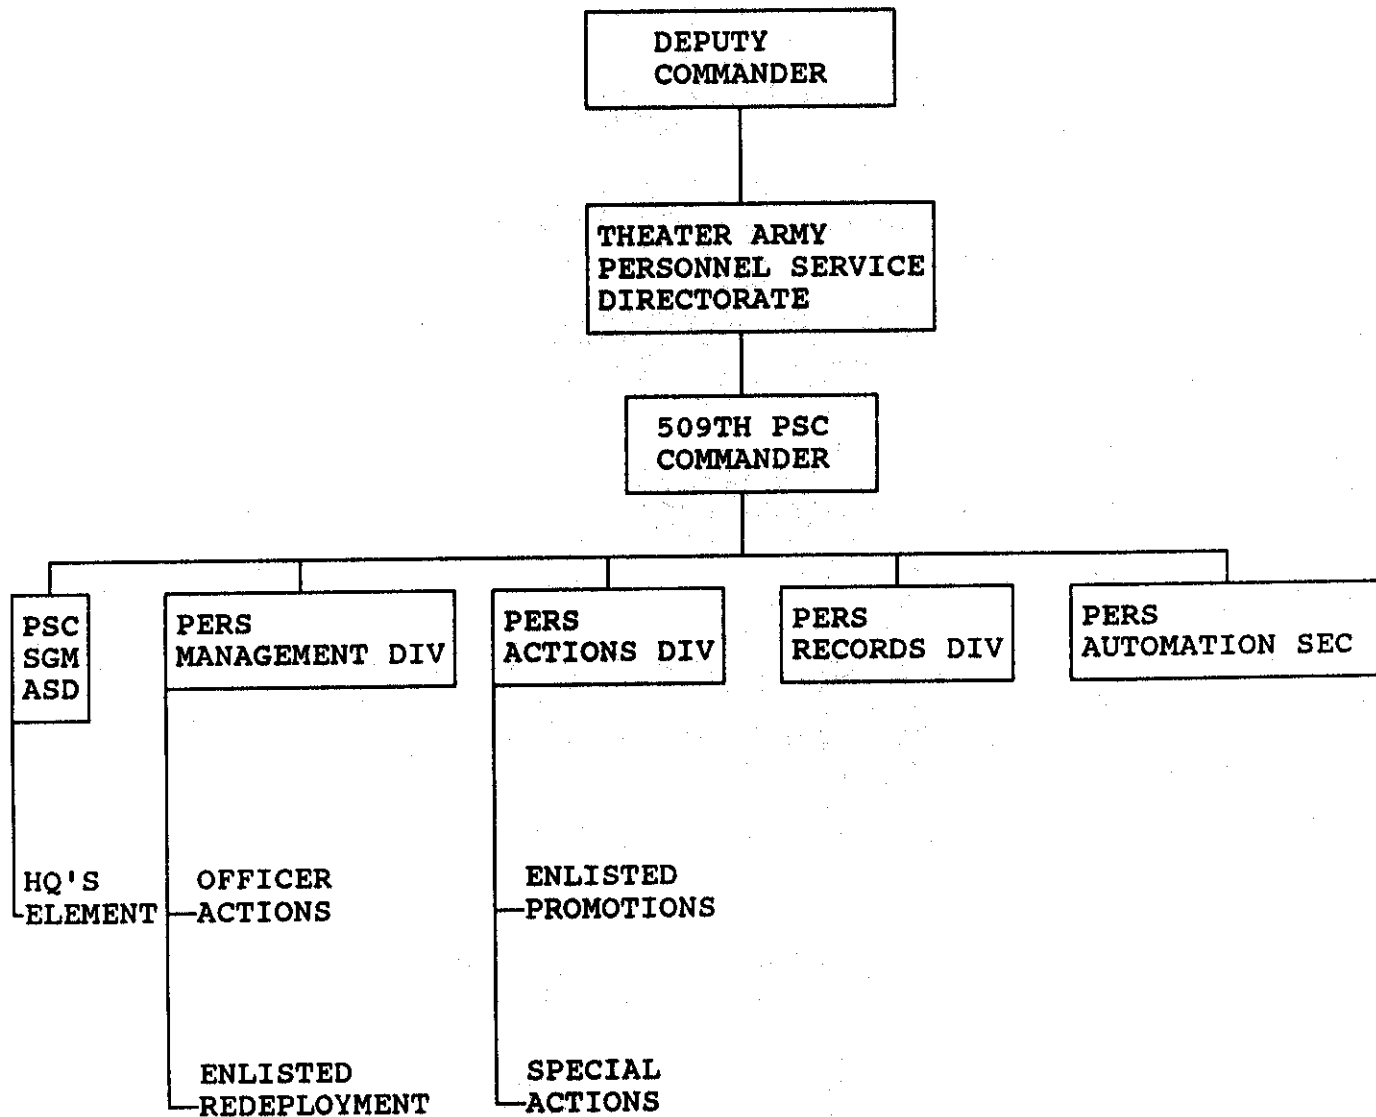 DEPUTY
COMMANDER
THEATER ARMY
PERSONNEL SERVICE
DIRECTORATE
509TH PSC
COMMANDER
PSC
SGM
ASD
PERS
MANAGEMENT DIV
PERS
ACTIONS DIV
PERS
RECORDS DIV
PERS
AUTOMATION SEC
HQ'S
ELEMENT
OFFICER
ACTIONS
ENLISTED
REDEPLOYMENT
ENLISTED
PROMOTIONS
SPECIAL
ACTIONS